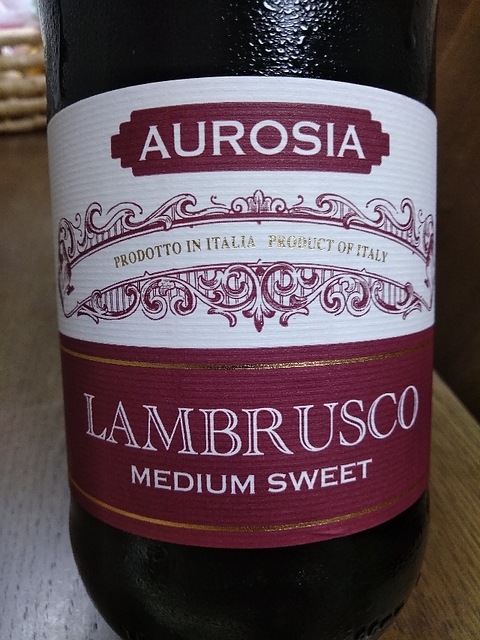 AUROSIA
PRODOTTO IN ITALIA PRODUCT OF ITALY
LAMBRUSCO
MEDIUM SWEET